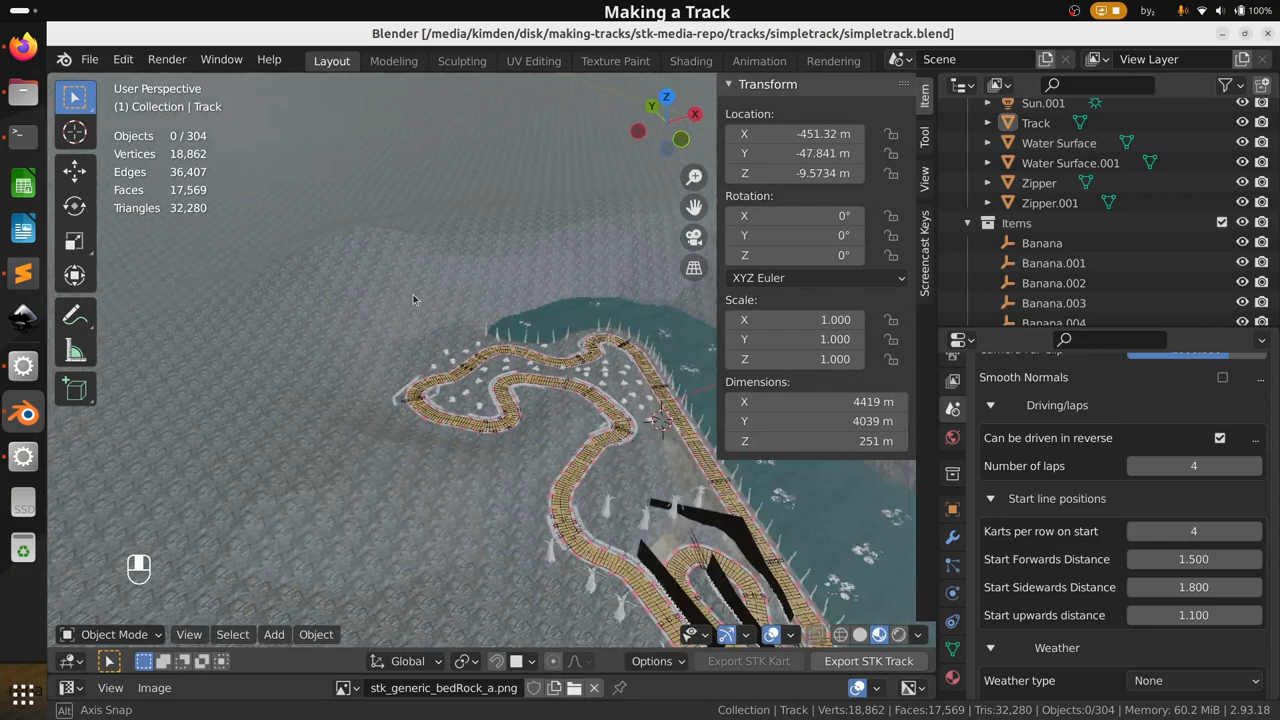 Making a Track
by₂
100%
Blender [/media/kimden/disk/making-tracks/stk-media-repo/tracks/simpletrack/simpletrack.blend]
File Edit Render Window Help
Layout Modeling Sculpting UV Editing Texture Paint Shading Animation Rendering
Scene
View Layer
User Perspective
(1) Collection | Track
Objects 0 / 304
Vertices 18,862
Edges 36,407
Faces 17,569
Triangles 32,280
Z
Y
X
Transform
Location:
X -451.32 m
Y -47.841 m
Z -9.5734 m
Rotation:
X 0°
Y 0°
Z 0°
XYZ Euler
Scale:
X 1.000
Y 1.000
Z 1.000
Dimensions:
X 4419 m
Y 4039 m
Z 251 m
Item
Tool
View
Screencast Keys
Sun.001
Track
Water Surface
Water Surface.001
Zipper
Zipper.001
Items
Banana
Banana.001
Banana.002
Banana.003
Banana.004
Smooth Normals
...
Driving/laps
Can be driven in reverse
...
Number of laps 4
Start line positions
Karts per row on start 4
Start Forwards Distance 1.500
Start Sidewards Distance 1.800
Start upwards distance 1.100
Weather
Weather type None
SSD
Object Mode View Select Add Object
Global
Options
Export STK Kart
Export STK Track
View Image
stk_generic_bedRock_a.png
Alt Axis Snap
Collection | Track | Verts:18,862 | Faces:17,569 | Tris:32,280 | Objects:0/304 | Memory: 60.2 MiB | 2.93.18